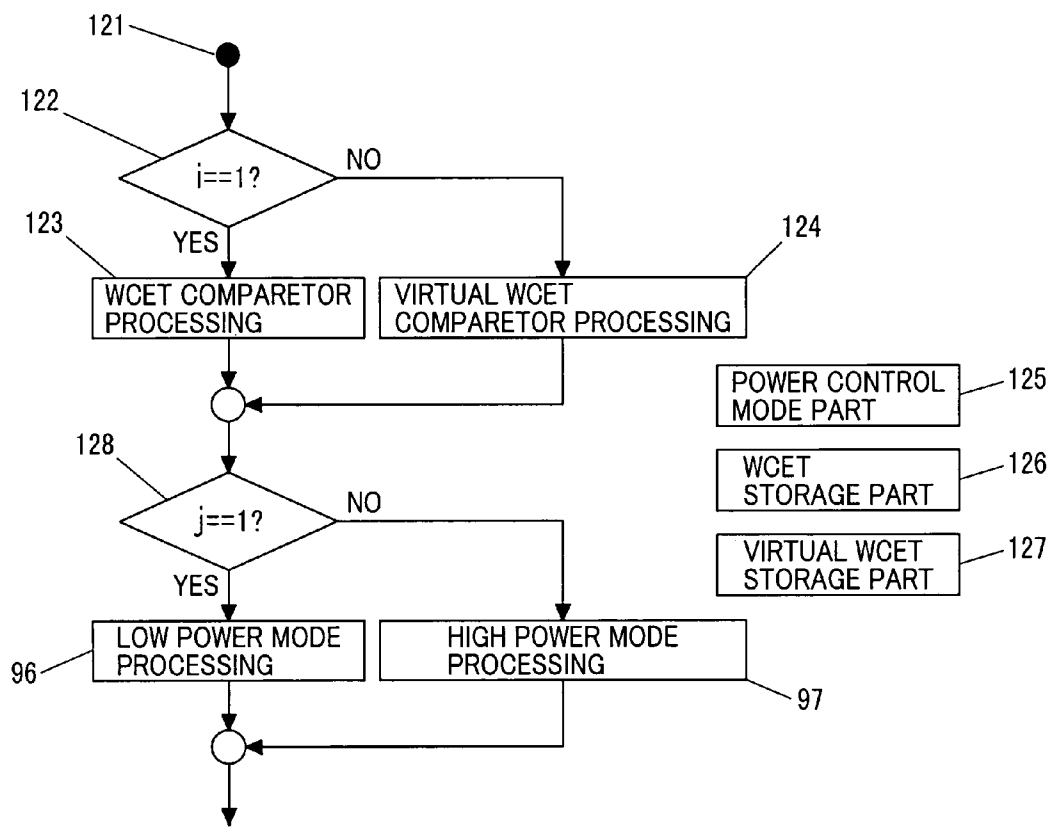 121
122
i==1?
NO
YES
123
124
WCET COMPARETOR
PROCESSING
VIRTUAL WCET
COMPARETOR PROCESSING
POWER CONTROL
MODE PART
125
128
WCET
STORAGE PART
126
j==1?
NO
YES
VIRTUAL WCET
STORAGE PART
127
LOW POWER MODE
PROCESSING
96
HIGH POWER MODE
PROCESSING
97